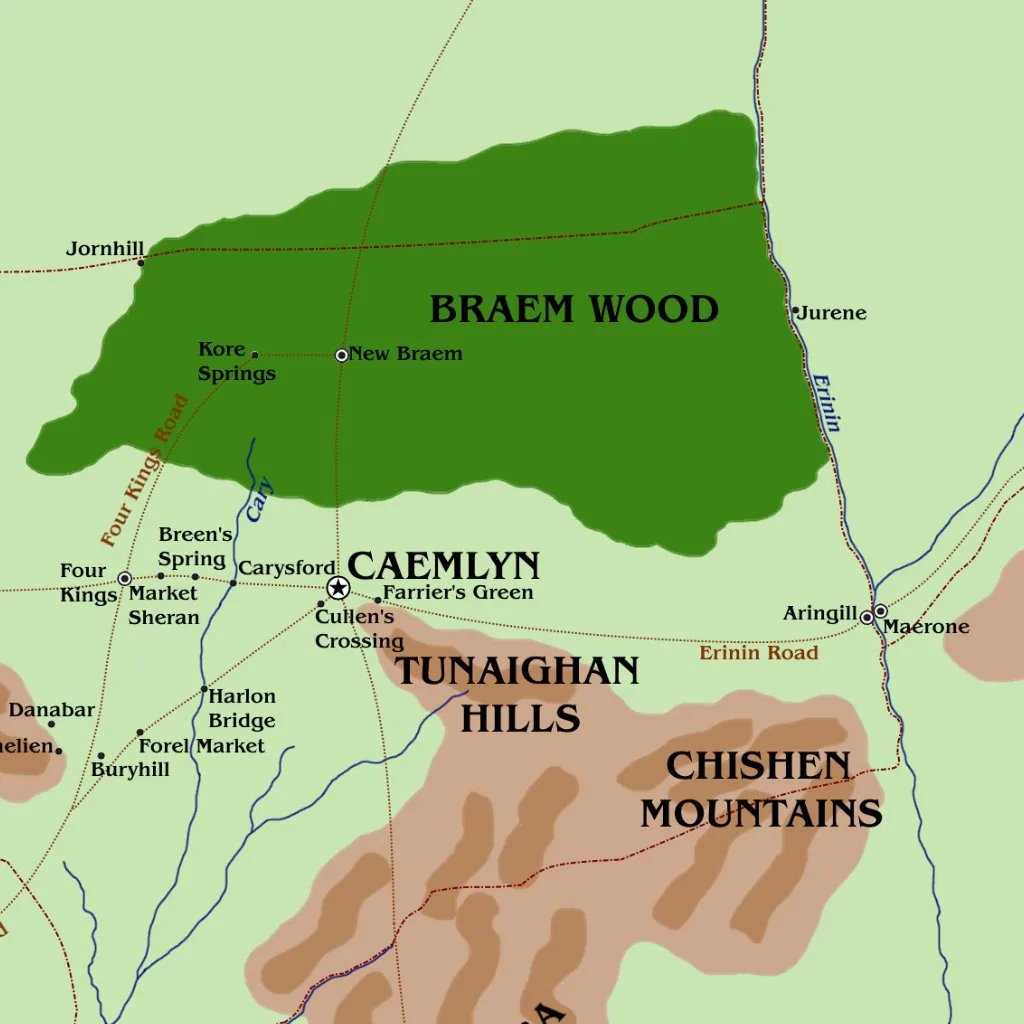 Jornhill
BRAEM WOOD
Jurene
Kore
Springs
New Braem
Erinin
Four Kings Road
Cary
Breen's
Spring
Four
Kings
Market
Sheran
Carysford
CAEMLYN
Farrier's Green
Cullen's
Crossing
Aringill
Maerone
Erinin Road
TUNAIGHAN
HILLS
Danabar
Harlon
Bridge
Forel Market
Buryhill
CHISHEN
MOUNTAINS